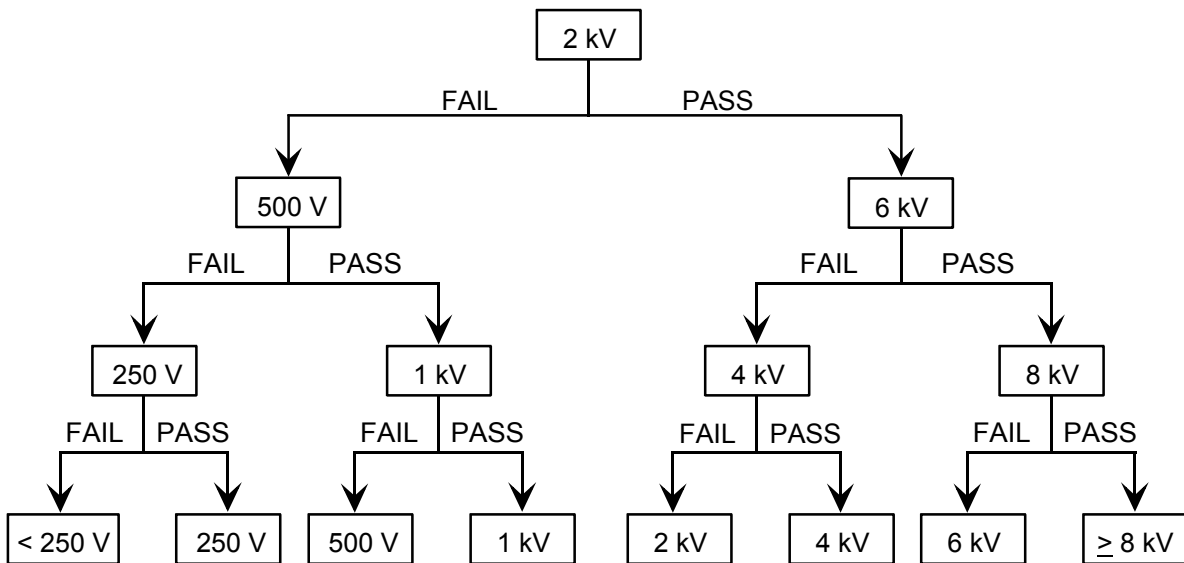 2 kV
FAIL PASS
500 V 6 kV
FAIL PASS FAIL PASS
250 V 1 kV 4 kV 8 kV
FAIL PASS FAIL PASS FAIL PASS FAIL PASS
< 250 V 250 V 500 V 1 kV 2 kV 4 kV 6 kV ≥ 8 kV